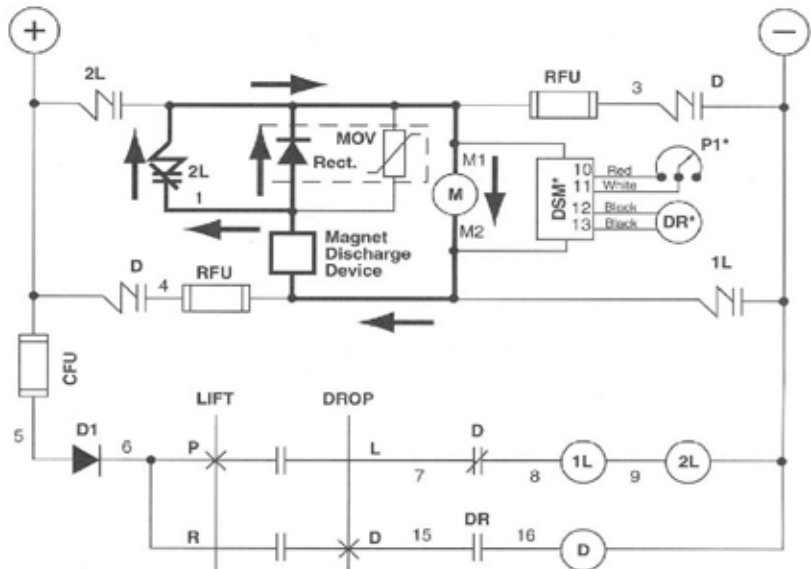 +
−
2L
RFU
3
D
MOV
P1*
2L
Rect.
M1
10
Red
11
White
1
M
DSM*
12
Black
DR*
13
Black
M2
Magnet
Discharge
Device
D
4
RFU
1L
CFU
LIFT
DROP
5
D1
6
P
L
7
D
8
1L
9
2L
R
D
15
DR
16
D